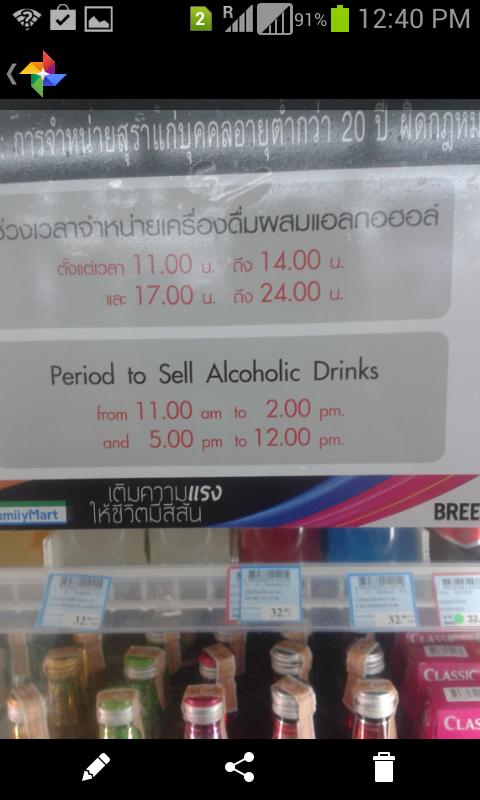 R 2 91% 12:40 PM
การจำหน่ายสุราแก่บุคคลอายุต่ำกว่า 20 ปี ผิดกฎหม
ช่วงเวลาจำหน่ายเครื่องดื่มผสมแอลกอฮอล์
ตั้งแต่เวลา 11.00 น. ถึง 14.00 น.
และ 17.00 น. ถึง 24.00 น.
Period to Sell Alcoholic Drinks
from 11.00 am to 2.00 pm.
and 5.00 pm to 12.00 pm.
เติมความแรง
ให้ชีวิตมีสีสัน
amilyMart
BREE
32
32
32
32
CLASSIC
CLAS